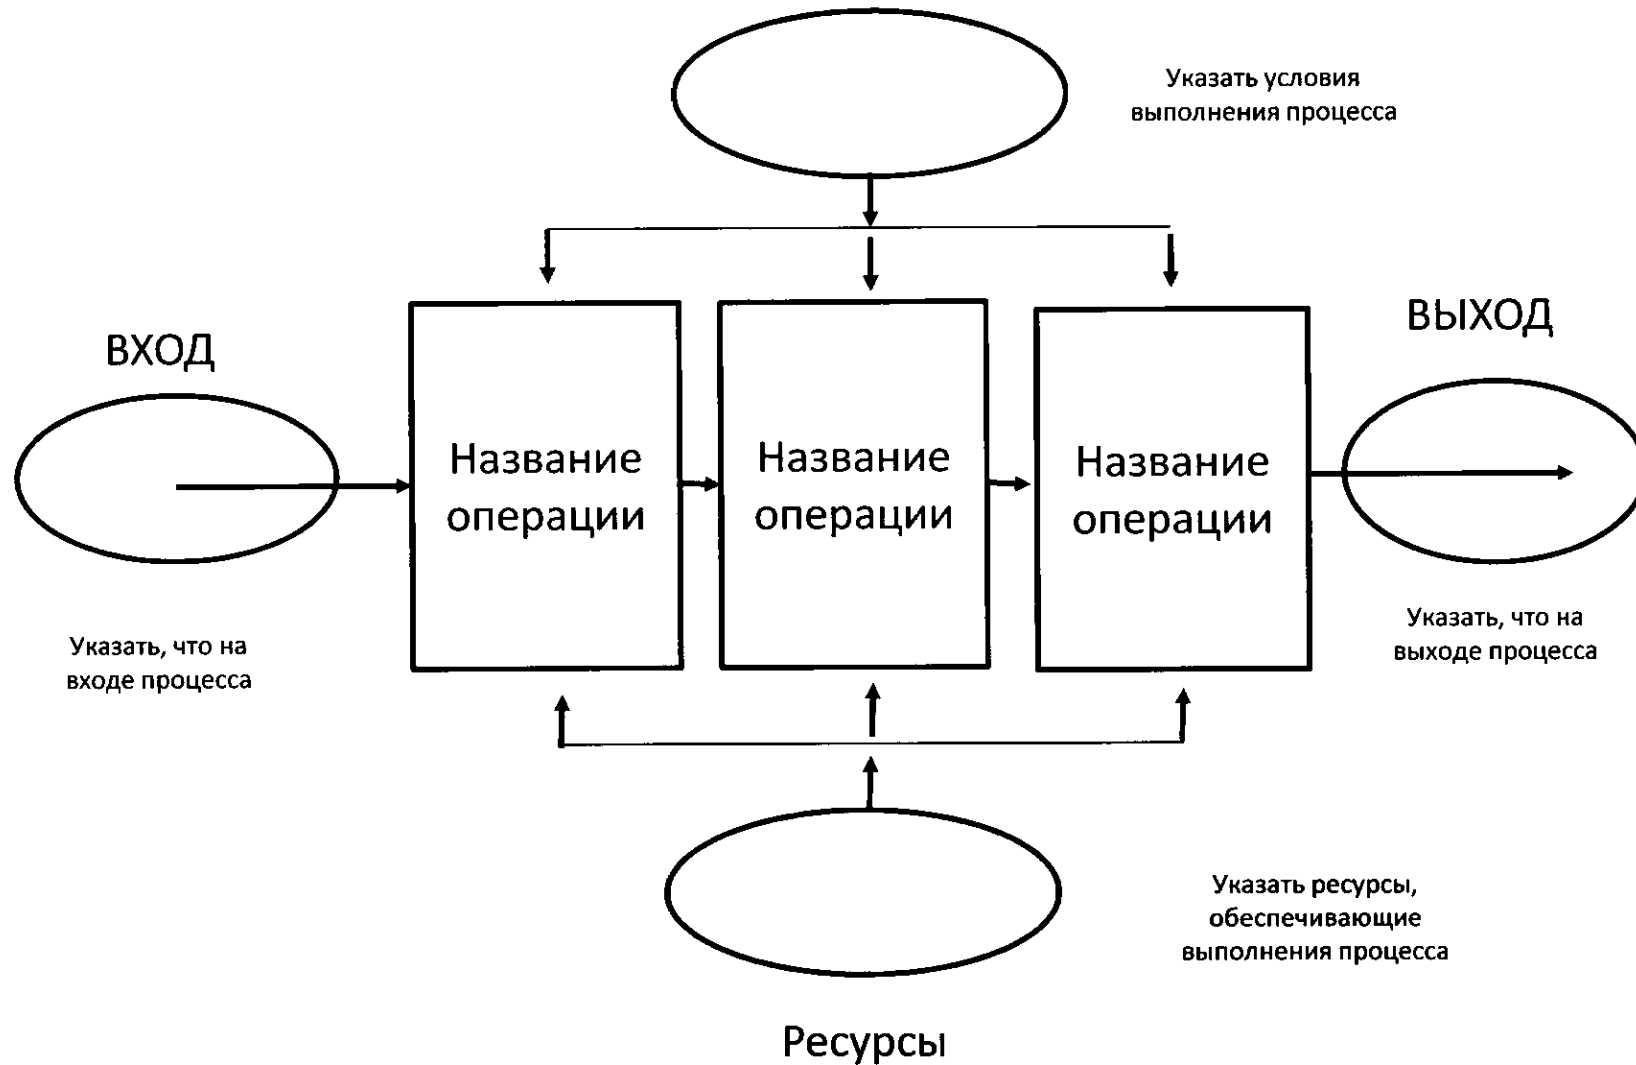 Указать условия
выполнения процесса
ВХОД
ВЫХОД
Название
операции
Название
операции
Название
операции
Указать, что на
входе процесса
Указать, что на
выходе процесса
Указать ресурсы,
обеспечивающие
выполнения процесса
Ресурсы